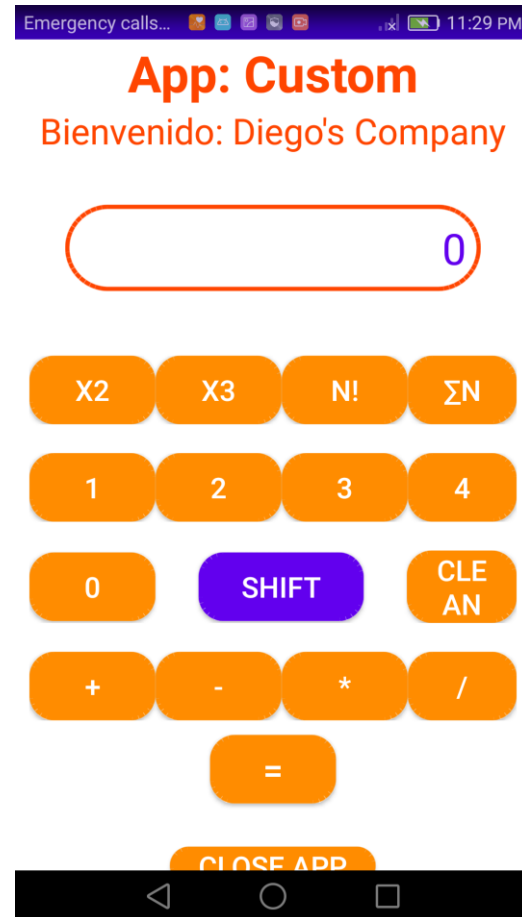 Emergency calls... 11:29 PM
App: Custom
Bienvenido: Diego's Company
0
X2 X3 N! ∑N
1 2 3 4
0 SHIFT CLE
AN
+ - * /
=
CLOSE APP